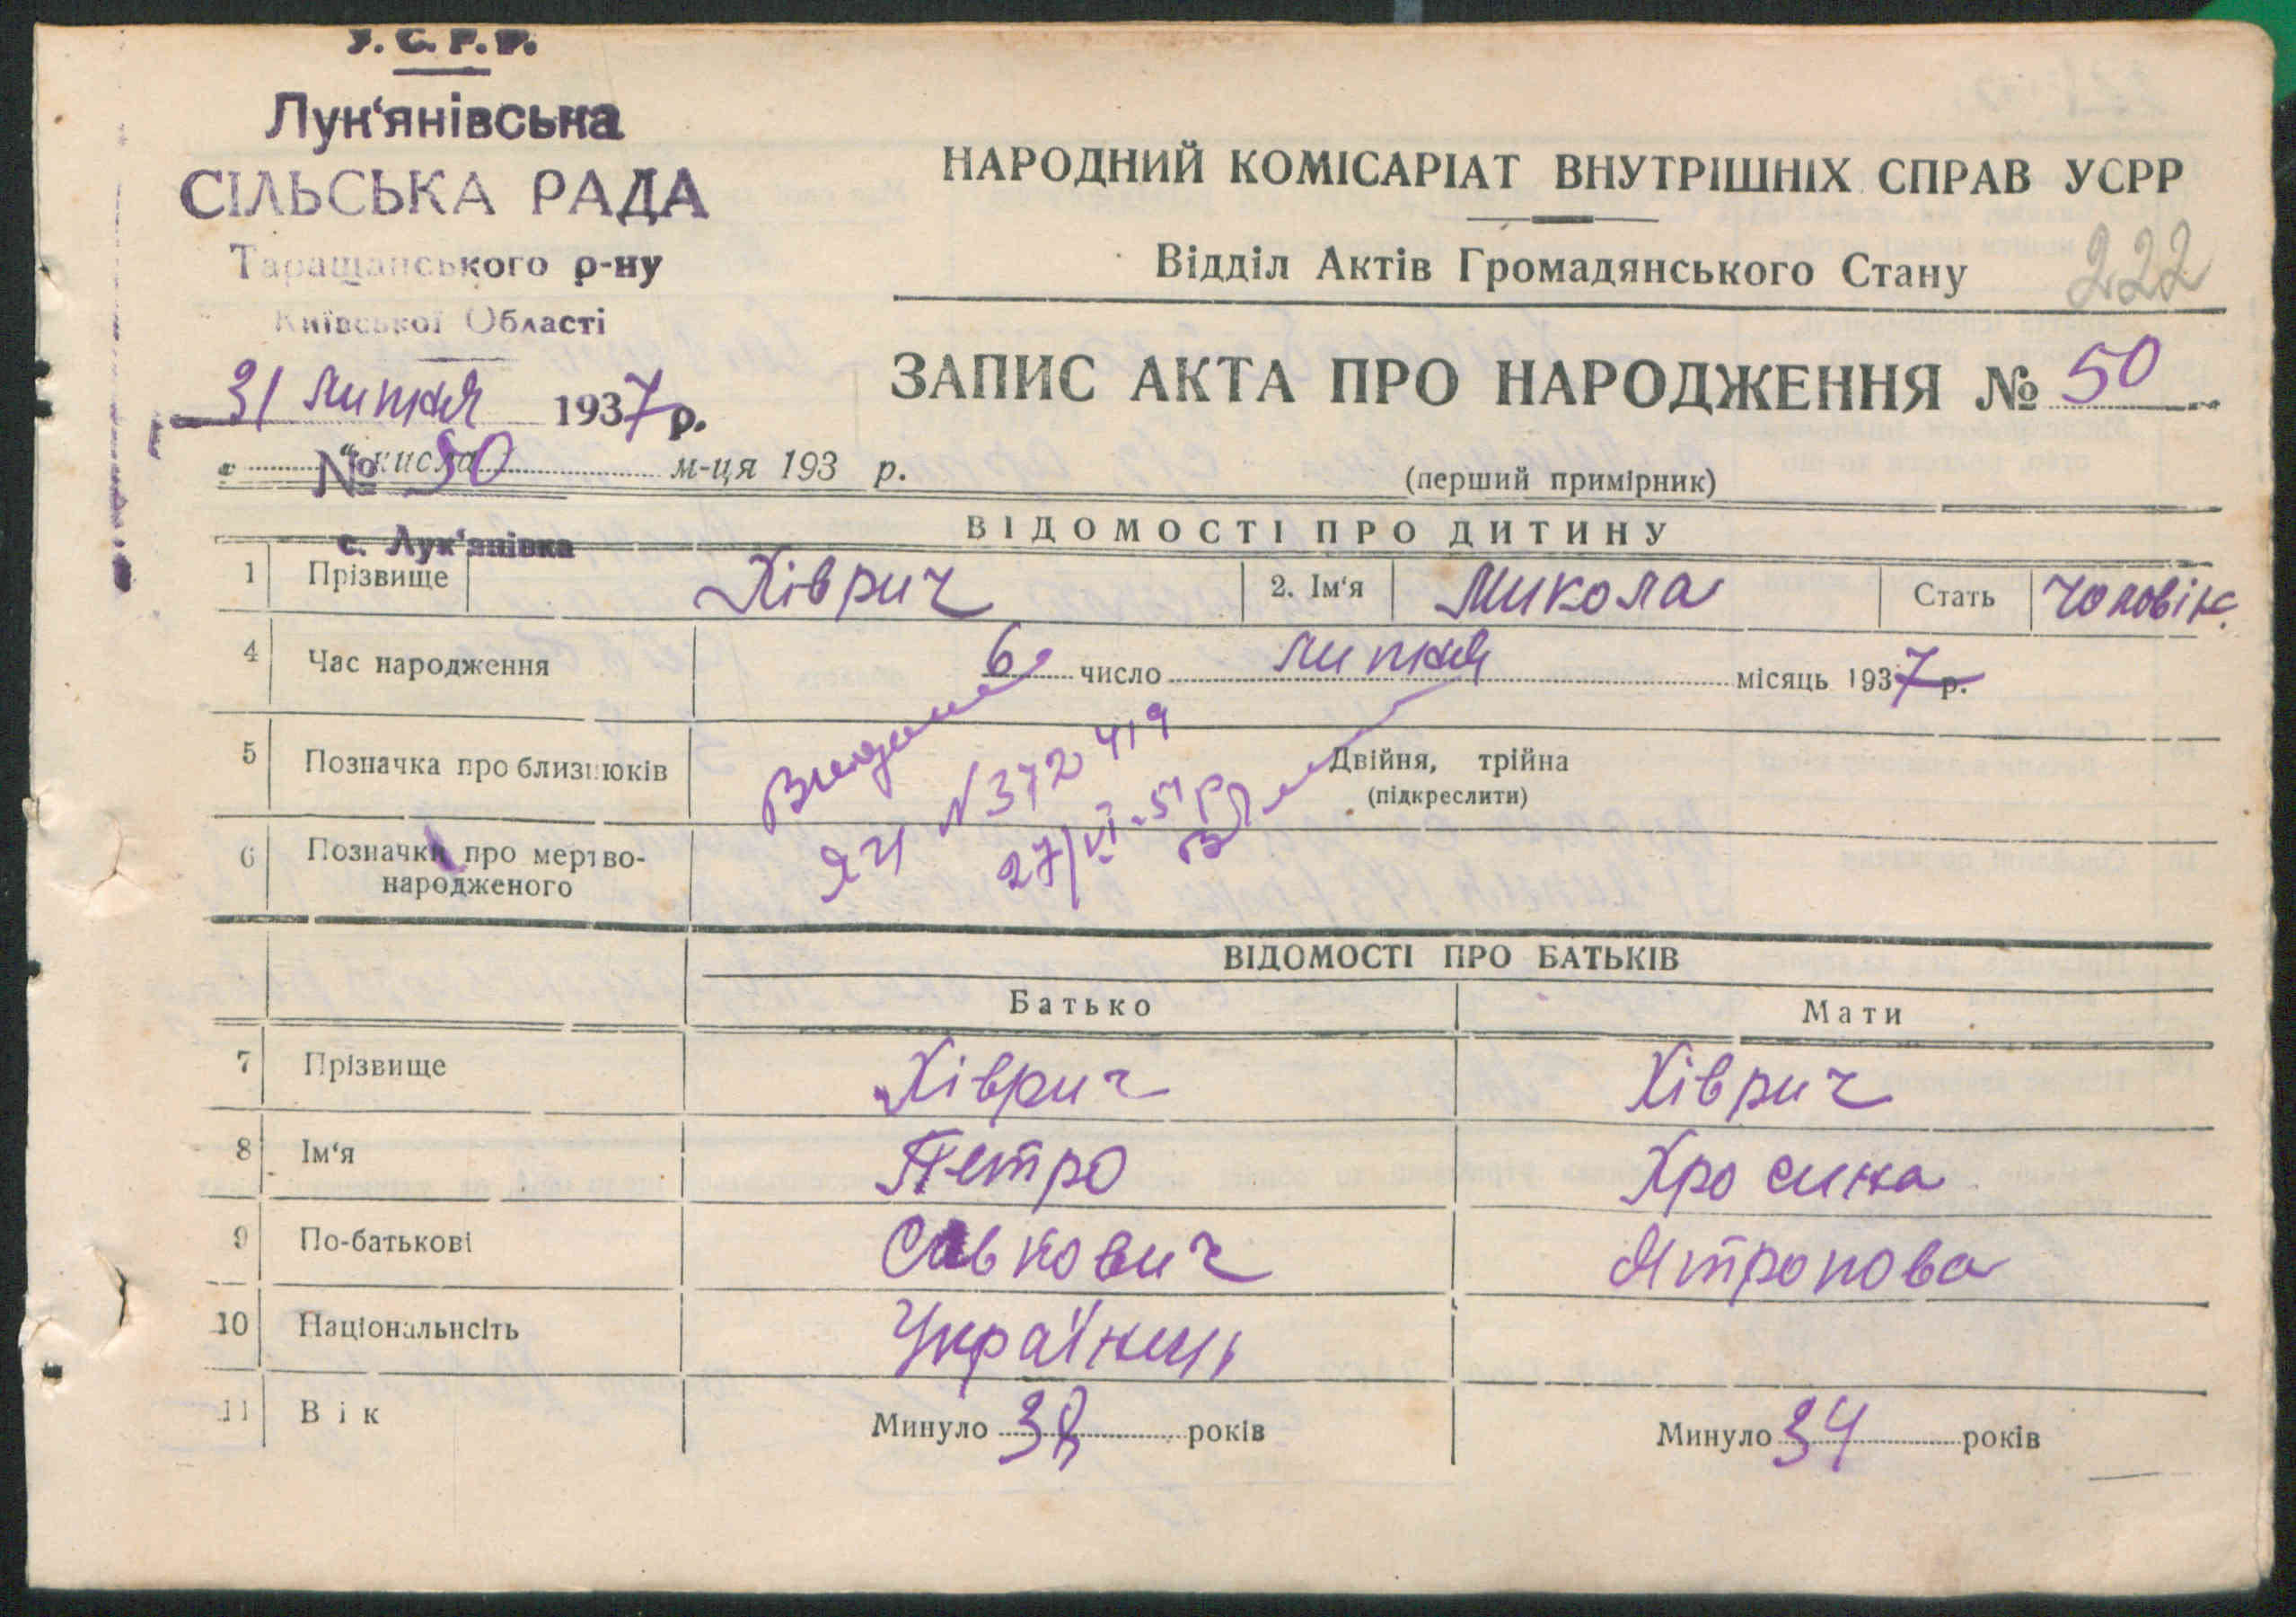 У. С. Р. Р.
Лук'янівська
СІЛЬСЬКА РАДА
Таращанського р-ну
Київської Області
31 липня 1937 р.
„ " числа м-ця 193 р.
№ 50
с. Лук'янівка
НАРОДНИЙ КОМІСАРІАТ ВНУТРІШНІХ СПРАВ УСРР
Відділ Актів Громадянського Стану
222
ЗАПИС АКТА ПРО НАРОДЖЕННЯ № 50
(перший примірник)
ВІДОМОСТІ ПРО ДИТИНУ
1 Прізвище Хіврич 2. Ім'я Микола Стать чоловік.
4 Час народження 6 число липня місяць 1937 р.
5 Позначка про близнюків Двійня, трійна
(підкреслити)
6 Позначки про мертво-
народженого
N 372419
27/VI-51 р
ВІДОМОСТІ ПРО БАТЬКІВ
Батько Мати
7 Прізвище Хіврич Хіврич
8 Ім'я Петро Хросина
9 По-батькові Савкович Ятропова
10 Національнсіть Українець
11 Вік Минуло 38 років Минуло 34 років